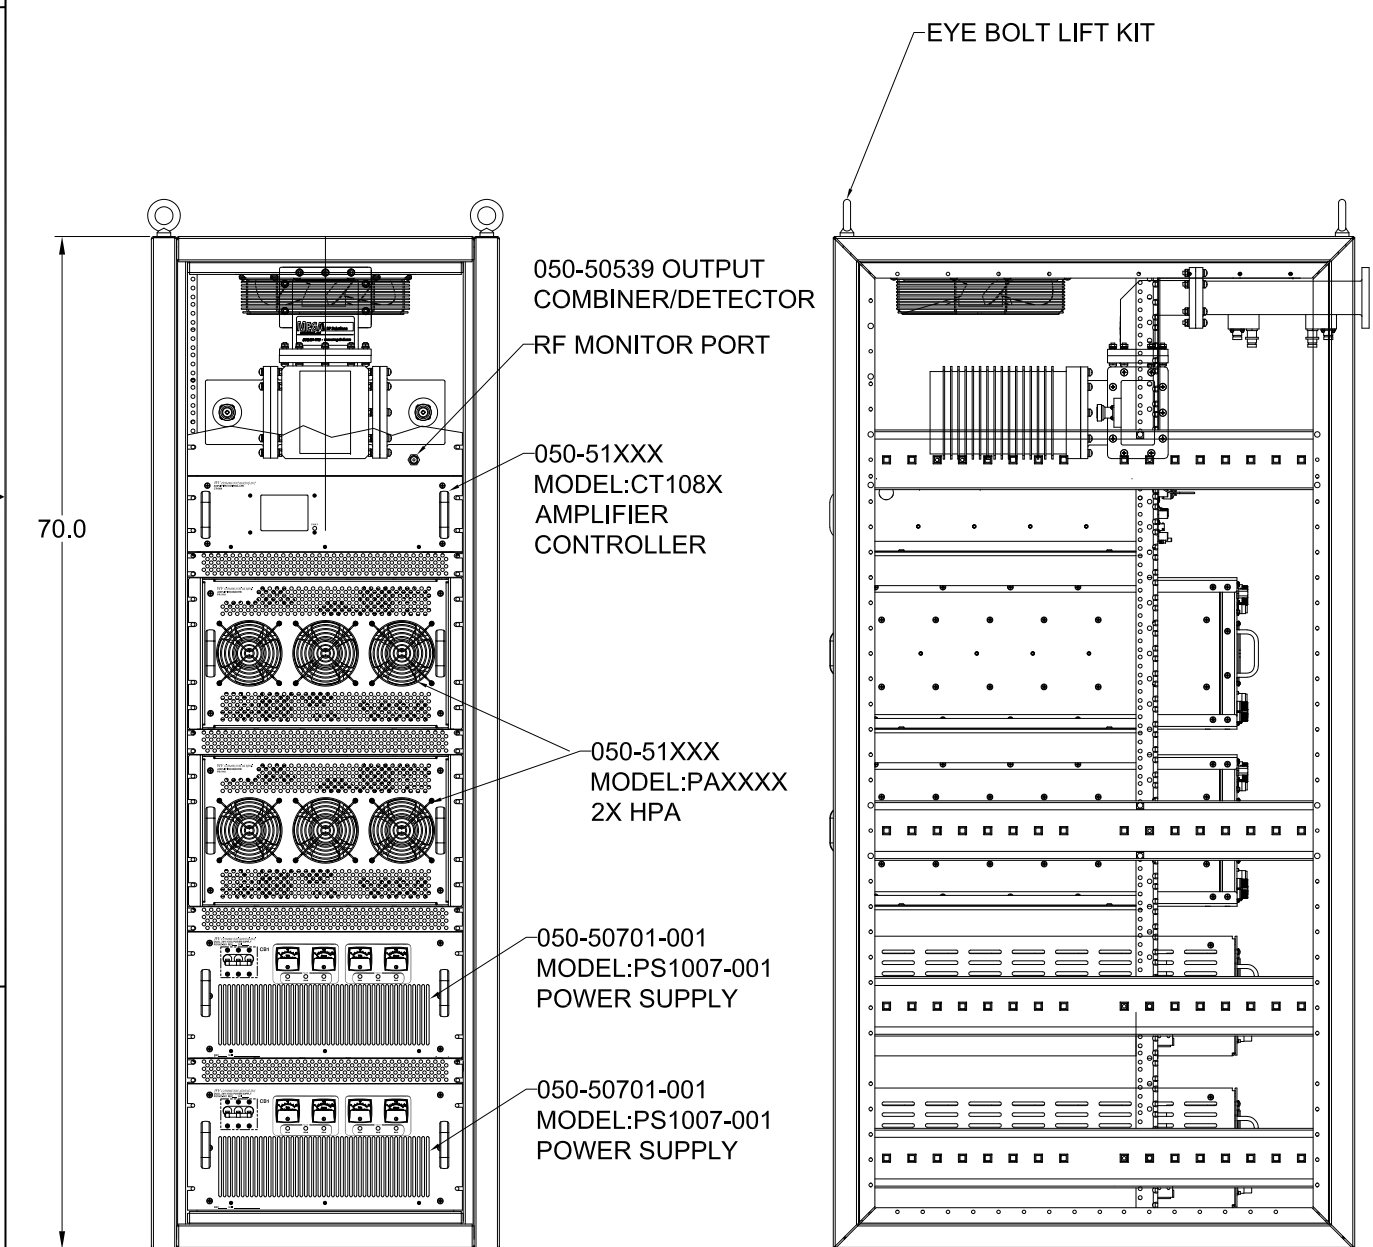 EYE BOLT LIFT KIT
050-50539 OUTPUT
COMBINER/DETECTOR
RF MONITOR PORT
050-51XXX
MODEL:CT108X
AMPLIFIER
CONTROLLER
70.0
050-51XXX
MODEL:PAXXXX
2X HPA
CB1
050-50701-001
MODEL:PS1007-001
POWER SUPPLY
CB1
050-50701-001
MODEL:PS1007-001
POWER SUPPLY